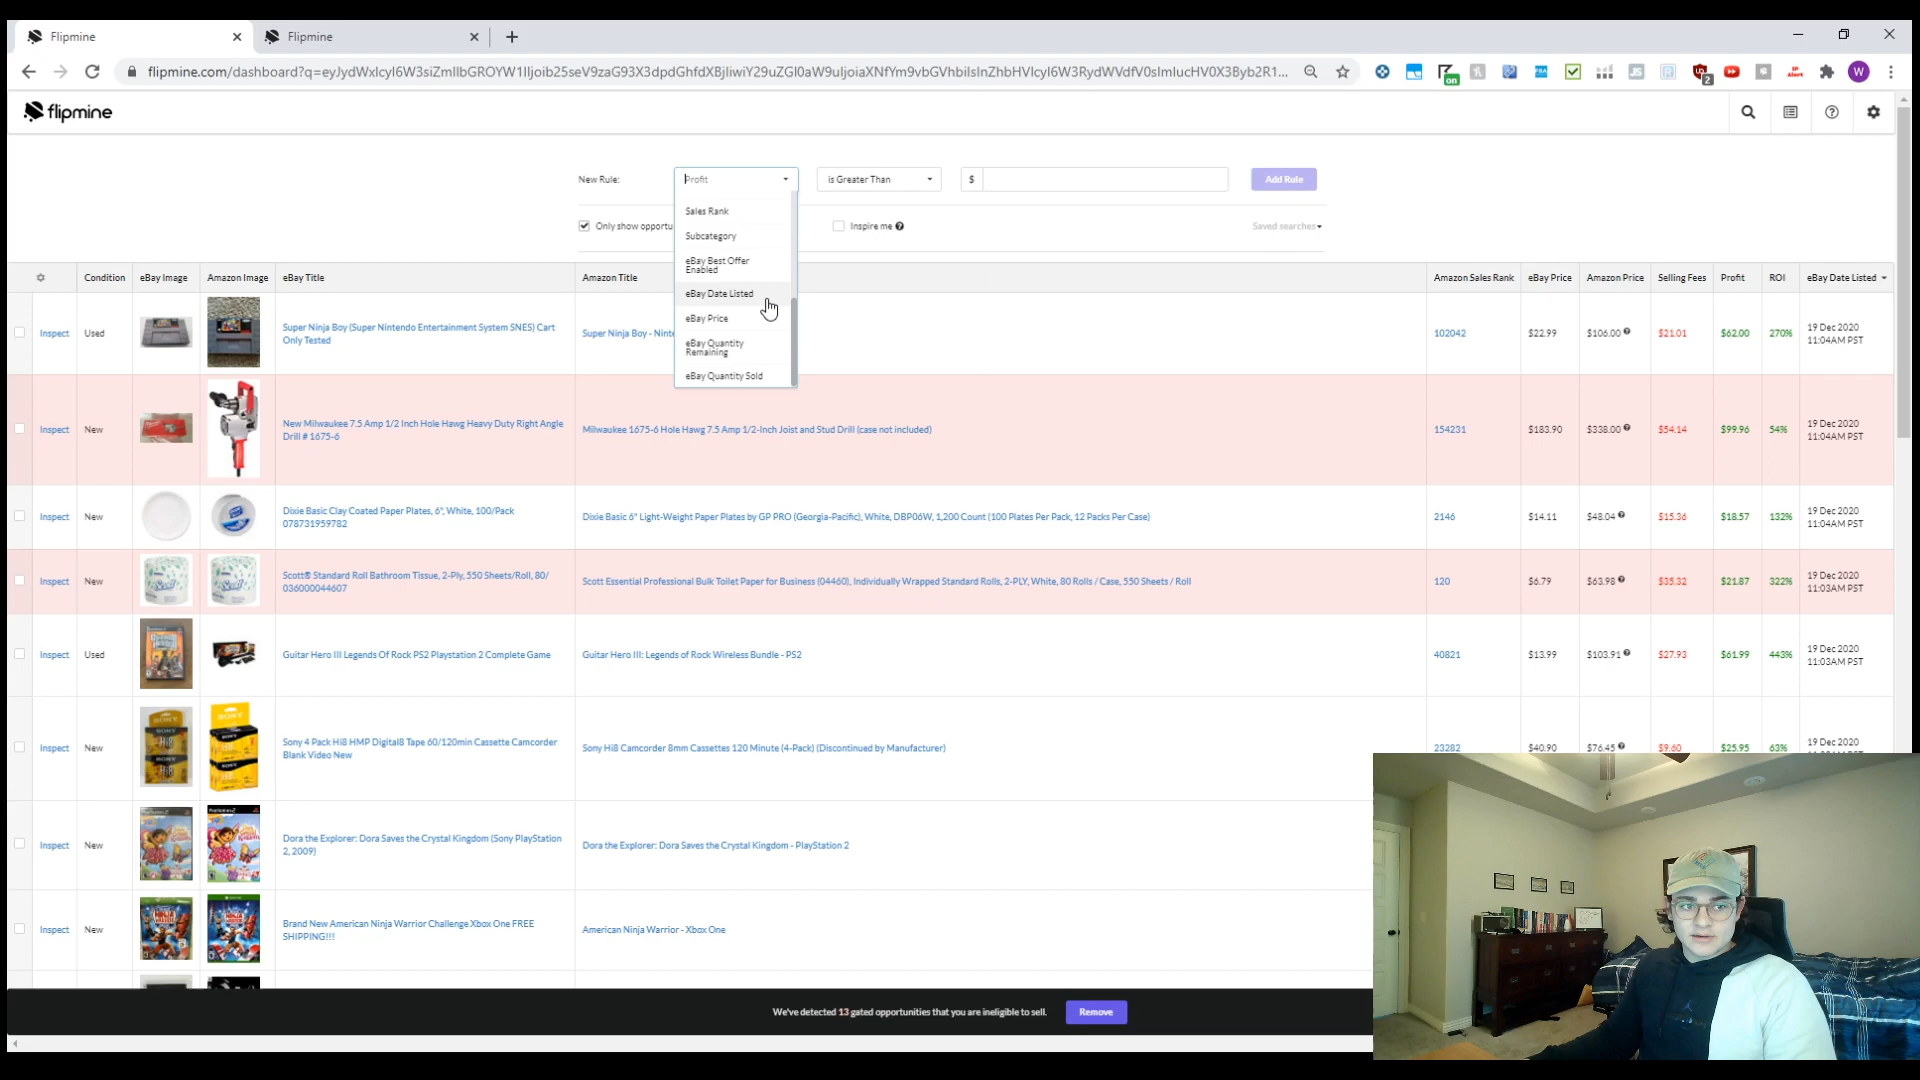 Flipmine
Flipmine
flipmine.com/dashboard?q=eyJydWxlcyI6W3siZmllbGROYW1lIjoib25seV9zaG93X3dpdGhfdXBjIiwiY29uZGl0aW9uIjoiaXNfYm9vbGVhbiIsInZhbHVlIjp0cnVlfV0sInByb2R1...
on
2
W
flipmine
New Rule:
Profit
is Greater Than
$
Add Rule
Sales Rank
Subcategory
eBay Best Offer
Enabled
eBay Date Listed
eBay Price
eBay Quantity
Remaining
eBay Quantity Sold
Only show opportu
Inspire me
Saved searches
Condition eBay Image Amazon Image eBay Title Amazon Title Amazon Sales Rank eBay Price Amazon Price Selling Fees Profit ROI eBay Date Listed
Inspect Used Super Ninja Boy (Super Nintendo Entertainment System SNES) Cart
Only Tested
Super Ninja Boy - Ninte
102042 $22.99 $106.00 $21.01 $62.00 270% 19 Dec 2020
11:04AM PST
Inspect New New Milwaukee 7.5 Amp 1/2 Inch Hole Hawg Heavy Duty Right Angle
Drill # 1675-6
Milwaukee 1675-6 Hole Hawg 7.5 Amp 1/2-Inch Joist and Stud Drill (case not included)
154231 $183.90 $338.00 $54.14 $99.96 54% 19 Dec 2020
11:04AM PST
Inspect New Dixie Basic Clay Coated Paper Plates, 6", White, 100/Pack
078731959782
Dixie Basic 6" Light-Weight Paper Plates by GP PRO (Georgia-Pacific), White, DBP06W, 1,200 Count (100 Plates Per Pack, 12 Packs Per Case)
2146 $14.11 $48.04 $15.36 $18.57 132% 19 Dec 2020
11:04AM PST
Inspect New Scott® Standard Roll Bathroom Tissue, 2-Ply, 550 Sheets/Roll, 80/
036000044607
Scott Essential Professional Bulk Toilet Paper for Business (04460), Individually Wrapped Standard Rolls, 2-PLY, White, 80 Rolls / Case, 550 Sheets / Roll
120 $6.79 $63.98 $35.32 $21.87 322% 19 Dec 2020
11:03AM PST
Inspect Used Guitar Hero III Legends Of Rock PS2 Playstation 2 Complete Game
Guitar Hero III: Legends of Rock Wireless Bundle - PS2
40821 $13.99 $103.91 $27.93 $61.99 443% 19 Dec 2020
11:03AM PST
Inspect New Sony 4 Pack Hi8 HMP Digital8 Tape 60/120min Cassette Camcorder
Blank Video New
Sony Hi8 Camcorder 8mm Cassettes 120 Minute (4-Pack) (Discontinued by Manufacturer)
23282 $40.90 $76.45 $9.60 $25.95 63% 19 Dec 2020
Inspect New Dora the Explorer: Dora Saves the Crystal Kingdom (Sony PlayStation
2, 2009)
Dora the Explorer: Dora Saves the Crystal Kingdom - PlayStation 2
Inspect New Brand New American Ninja Warrior Challenge Xbox One FREE
SHIPPING!!!
American Ninja Warrior - Xbox One
We've detected 13 gated opportunities that you are ineligible to sell.
Remove